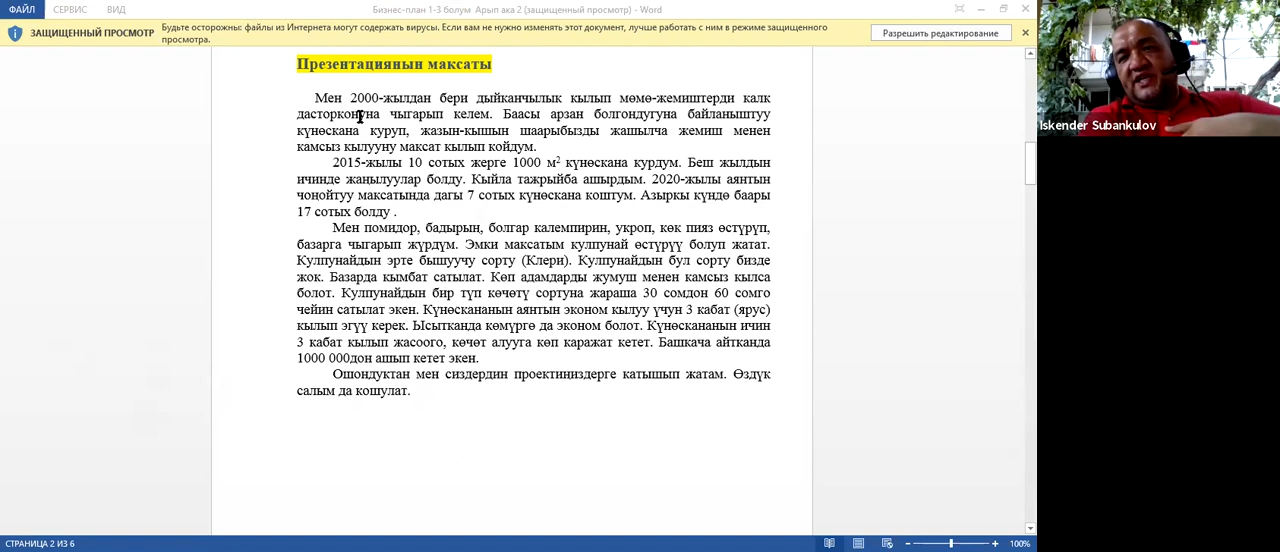 ФАЙЛ СЕРВИС ВИД
Бизнес-план 1-3 болум Арып ака 2 (защищенный просмотр) - Word
ЗАЩИЩЕННЫЙ ПРОСМОТР Будьте осторожны: файлы из Интернета могут содержать вирусы. Если вам не нужно изменять этот документ, лучше работать с ним в режиме защищенного
просмотра.
Разрешить редактирование
Презентациянын максаты
Мен 2000-жылдан бери дыйканчылык кылып мөмө-жемиштерди калк
дасторконуна чыгарып келем. Баасы арзан болгондугуна байланыштуу
күнөскана куруп, жазын-кышын шаарыбызды жашылча жемиш менен
камсыз кылууну максат кылып койдум.
2015-жылы 10 сотых жерге 1000 м² күнөскана курдум. Беш жылдын
ичинде жаңылуулар болду. Кыйла тажрыйба ашырдым. 2020-жылы аянтын
чоңойтуу максатында дагы 7 сотых күнөскана коштум. Азыркы күндө баары
17 сотых болду .
Мен помидор, бадырың, болгар калемпирин, укроп, көк пияз өстүрүп,
базарга чыгарып жүрдүм. Эмки максатым кулпунай өстүрүү болуп жатат.
Кулпунайдын эрте бышуучу сорту (Клери). Кулпунайдын бул сорту бизде
жок. Базарда кымбат сатылат. Көп адамдарды жумуш менен камсыз кылса
болот. Кулпунайдын бир түп көчөтү сортуна жараша 30 сомдон 60 сомго
чейин сатылат экен. Күнөскананын аянтын эконом кылуу үчүн 3 кабат (ярус)
кылып эгүү керек. Ысытканда көмүргө да эконом болот. Күнөскананын ичин
3 кабат кылып жасоого, көчөт алууга көп каражат кетет. Башкача айтканда
1000 000дон ашып кетет экен.
Ошондуктан мен сиздердин проектиңиздерге катышып жатам. Өздүк
салым да кошулат.
Iskender Subankulov
СТРАНИЦА 2 ИЗ 6
100%